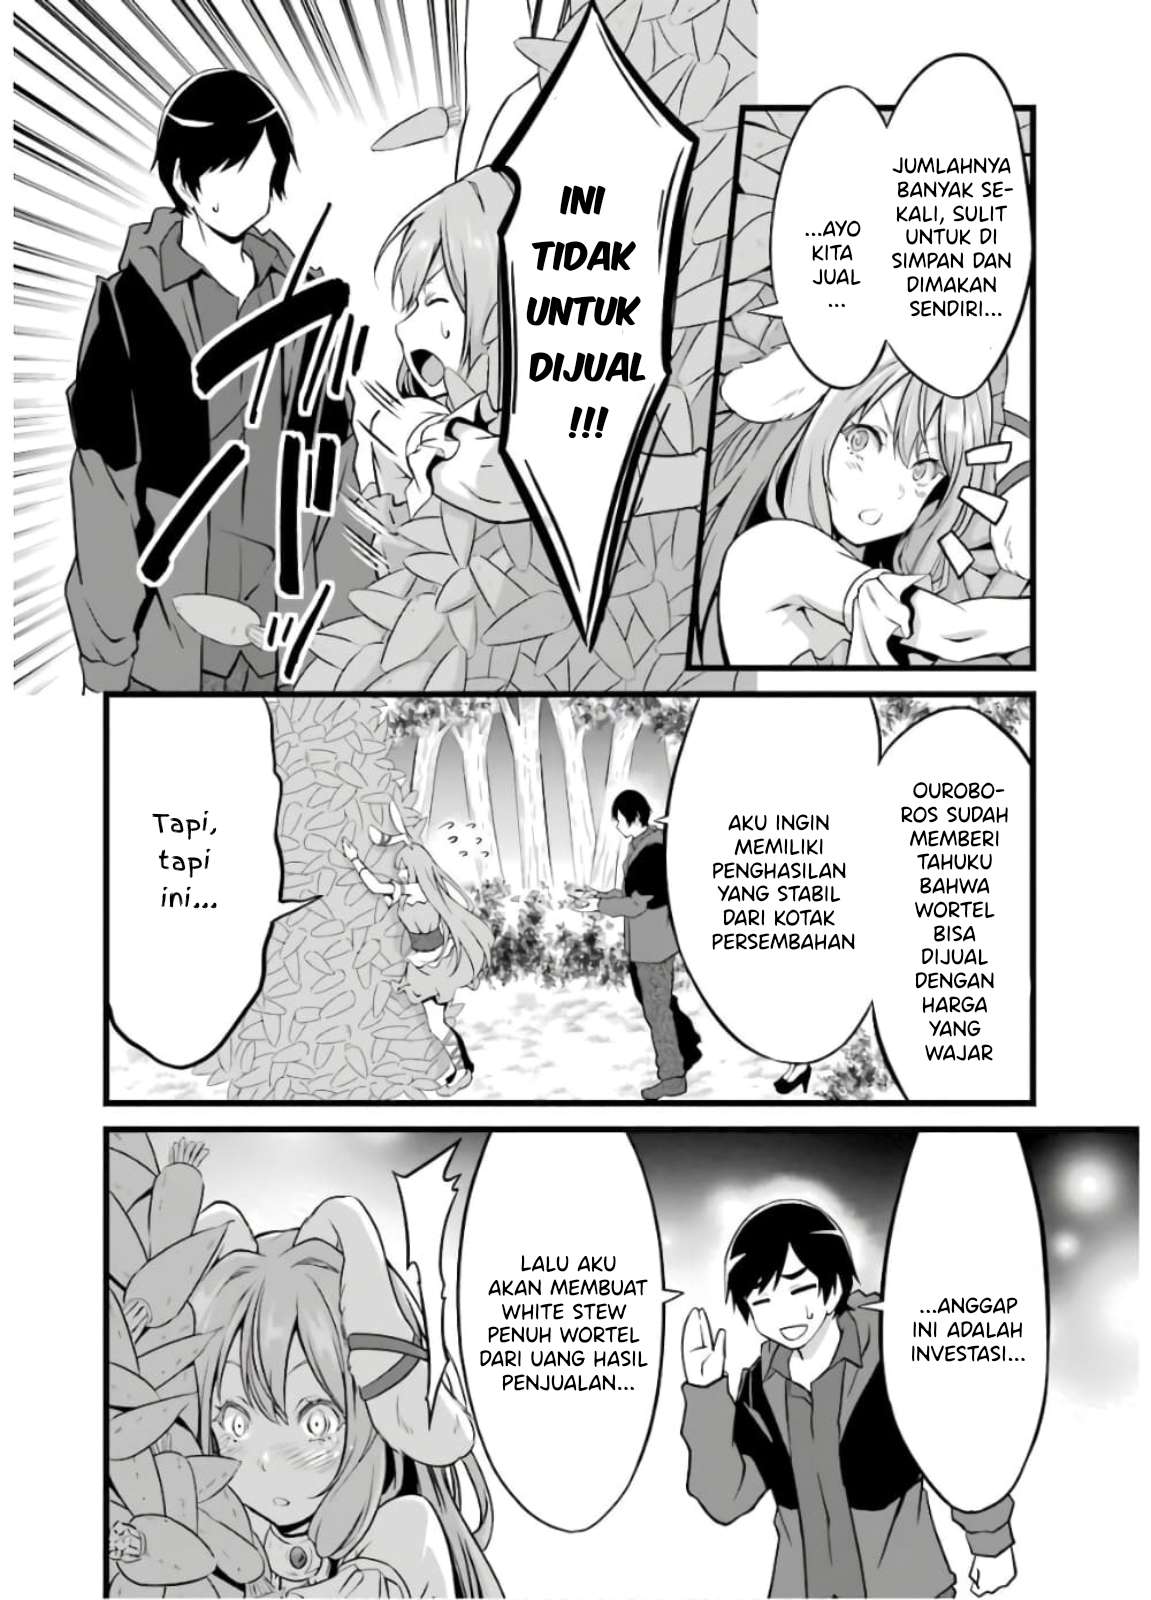 JUMLAHNYA
BANYAK SE-
KALI, SULIT
UNTUK DI
SIMPAN DAN
DIMAKAN
SENDIRI...
...AYO
KITA
JUAL
...
INI
TIDAK
UNTUK
DIJUAL
!!!
OUROBO-
ROS SUDAH
MEMBERI
TAHUKU
BAHWA
WORTEL
BISA
DIJUAL
DENGAN
HARGA
YANG
WAJAR
AKU INGIN
MEMILIKI
PENGHASILAN
YANG STABIL
DARI KOTAK
PERSEMBAHAN
Tapi,
tapi
ini...
...ANGGAP
INI ADALAH
INVESTASI...
LALU AKU
AKAN MEMBUAT
WHITE STEW
PENUH WORTEL
DARI UANG HASIL
PENJUALAN...